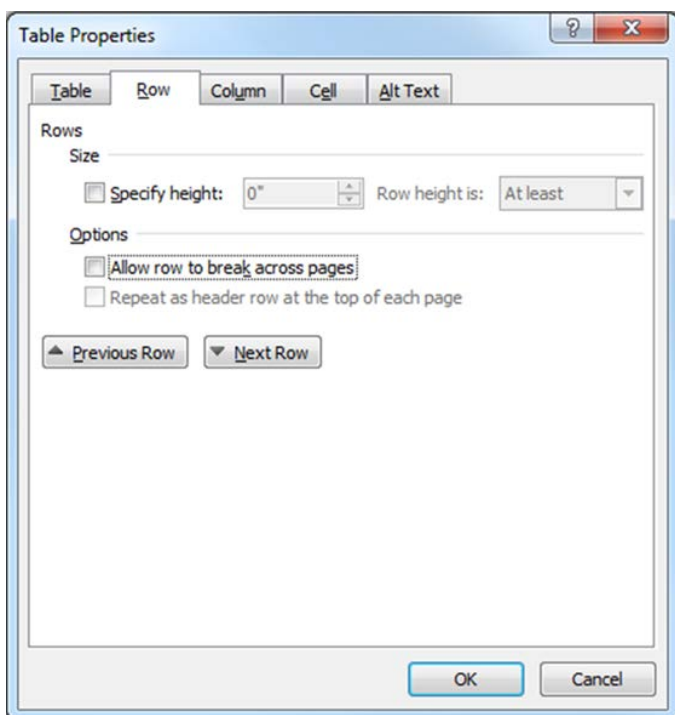 Table Properties
?
Table Row Column Cell Alt Text
Rows
Size
Specify height: 0" Row height is: At least
Options
Allow row to break across pages
Repeat as header row at the top of each page
Previous Row Next Row
OK Cancel